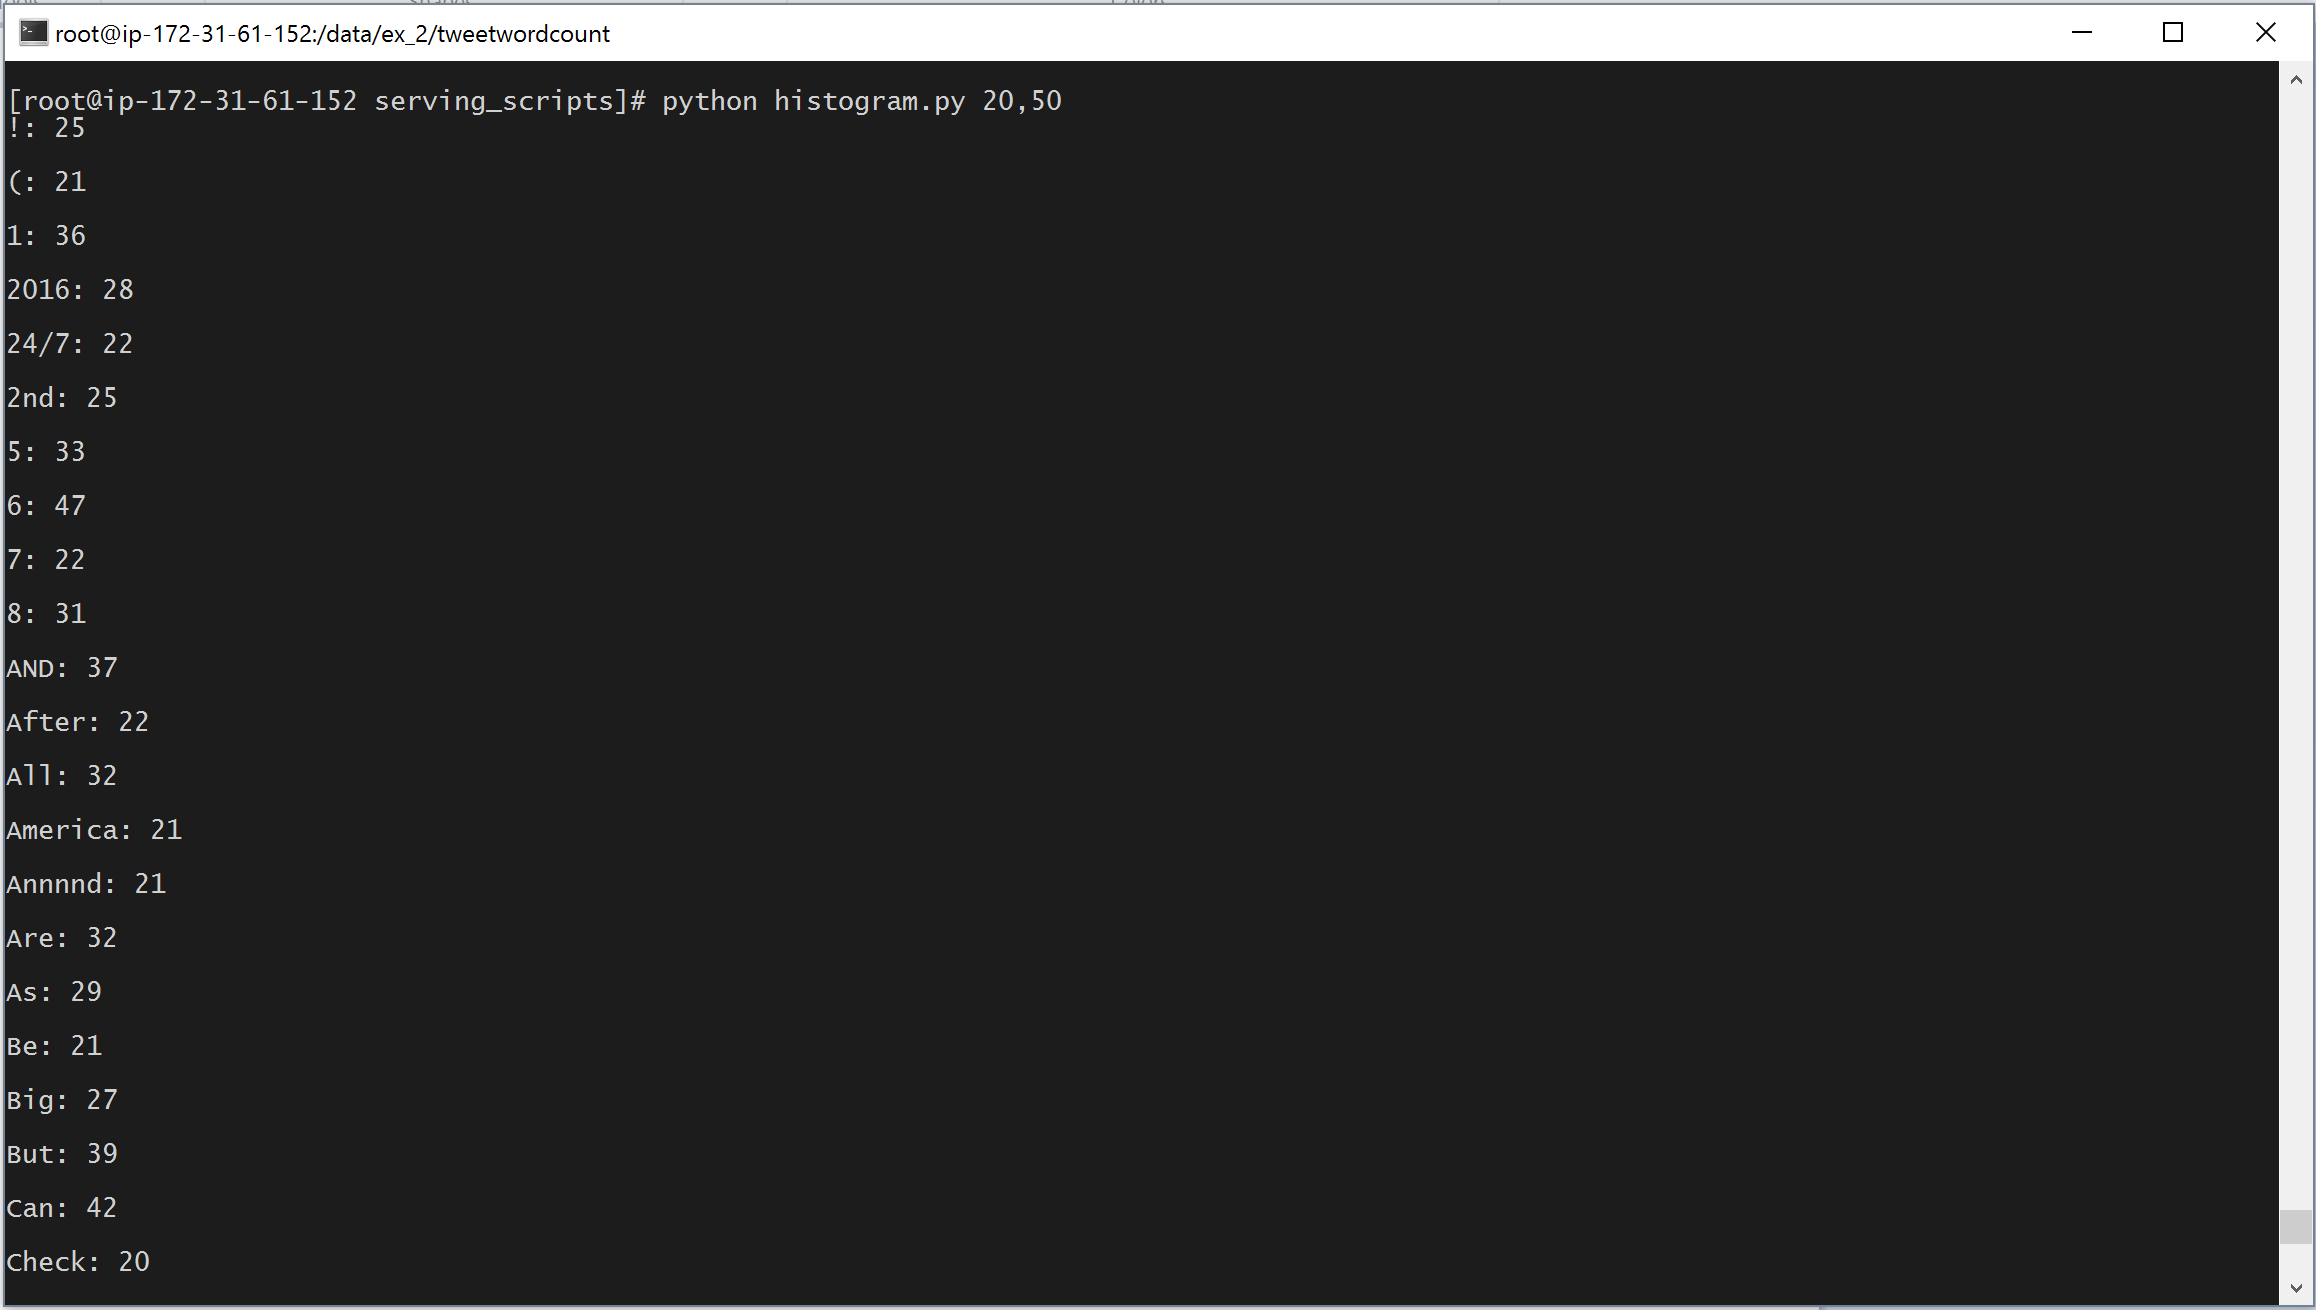 root@ip-172-31-61-152:/data/ex_2/tweetwordcount
[root@ip-172-31-61-152 serving_scripts]# python histogram.py 20,50
!: 25
(: 21
1: 36
2016: 28
24/7: 22
2nd: 25
5: 33
6: 47
7: 22
8: 31
AND: 37
After: 22
All: 32
America: 21
Annnnd: 21
Are: 32
As: 29
Be: 21
Big: 27
But: 39
Can: 42
Check: 20